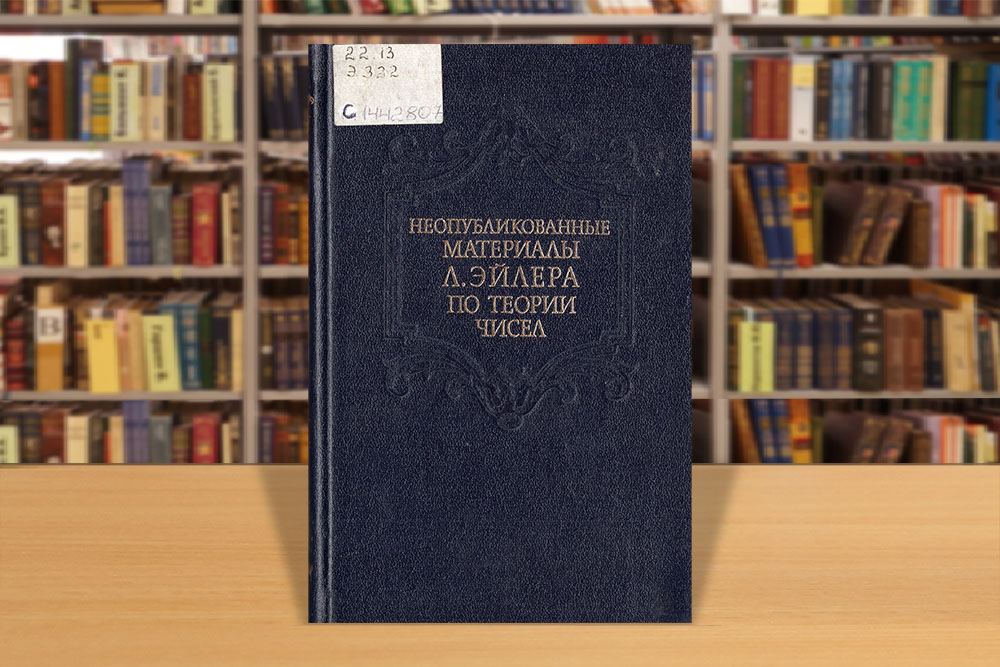 22.13
Э 322
С 1442807
НЕОПУБЛИКОВАННЫЕ
МАТЕРИАЛЫ
Л. ЭЙЛЕРА
ПО ТЕОРИИ
ЧИСЕЛ